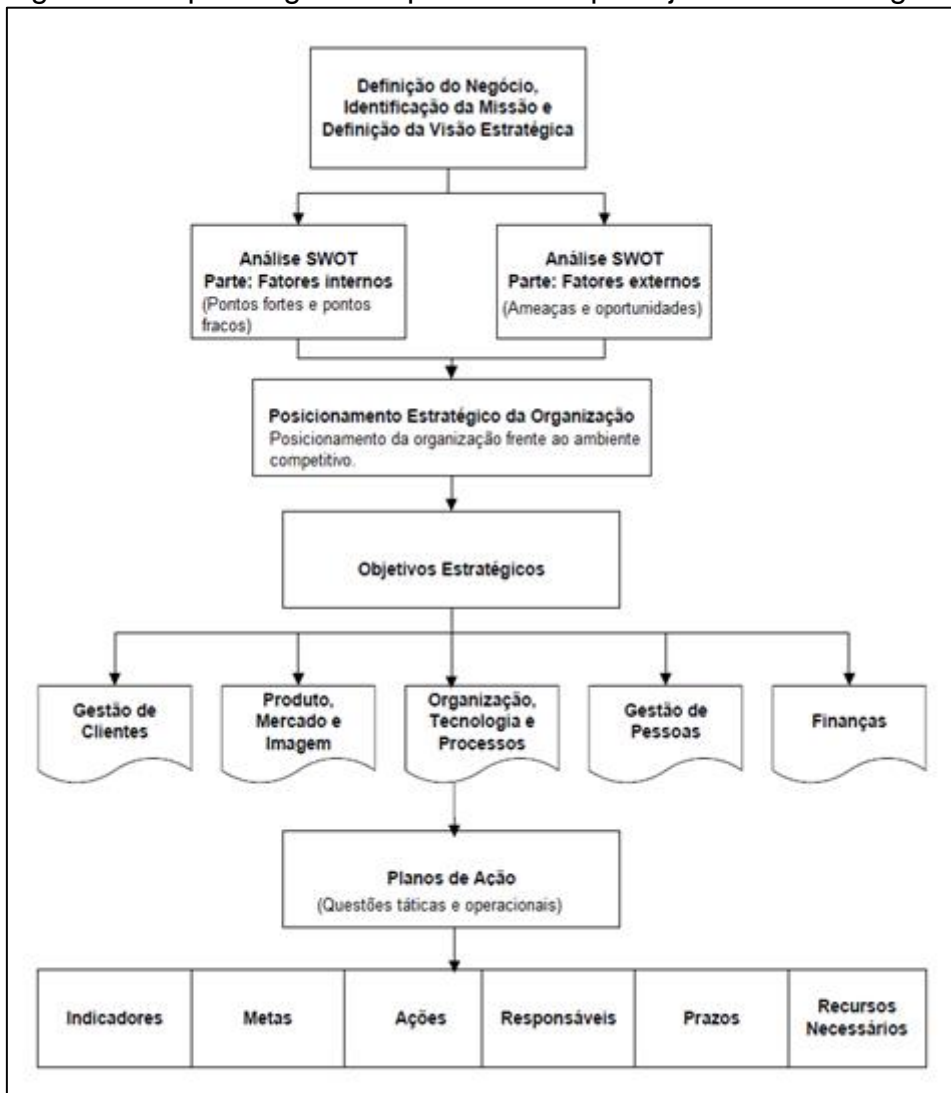 Definição do Negócio,
Identificação da Missão e
Definição da Visão Estratégica
Análise SWOT
Parte: Fatores internos
(Pontos fortes e pontos
fracos)
Análise SWOT
Parte: Fatores externos
(Ameaças e oportunidades)
Posicionamento Estratégico da Organização
Posicionamento da organização frente ao ambiente
competitivo.
Objetivos Estratégicos
Gestão de
Clientes
Produto,
Mercado e
Imagem
Organização,
Tecnologia e
Processos
Gestão de
Pessoas
Finanças
Planos de Ação
(Questões táticas e operacionais)
Indicadores
Metas
Ações
Responsáveis
Prazos
Recursos
Necessários